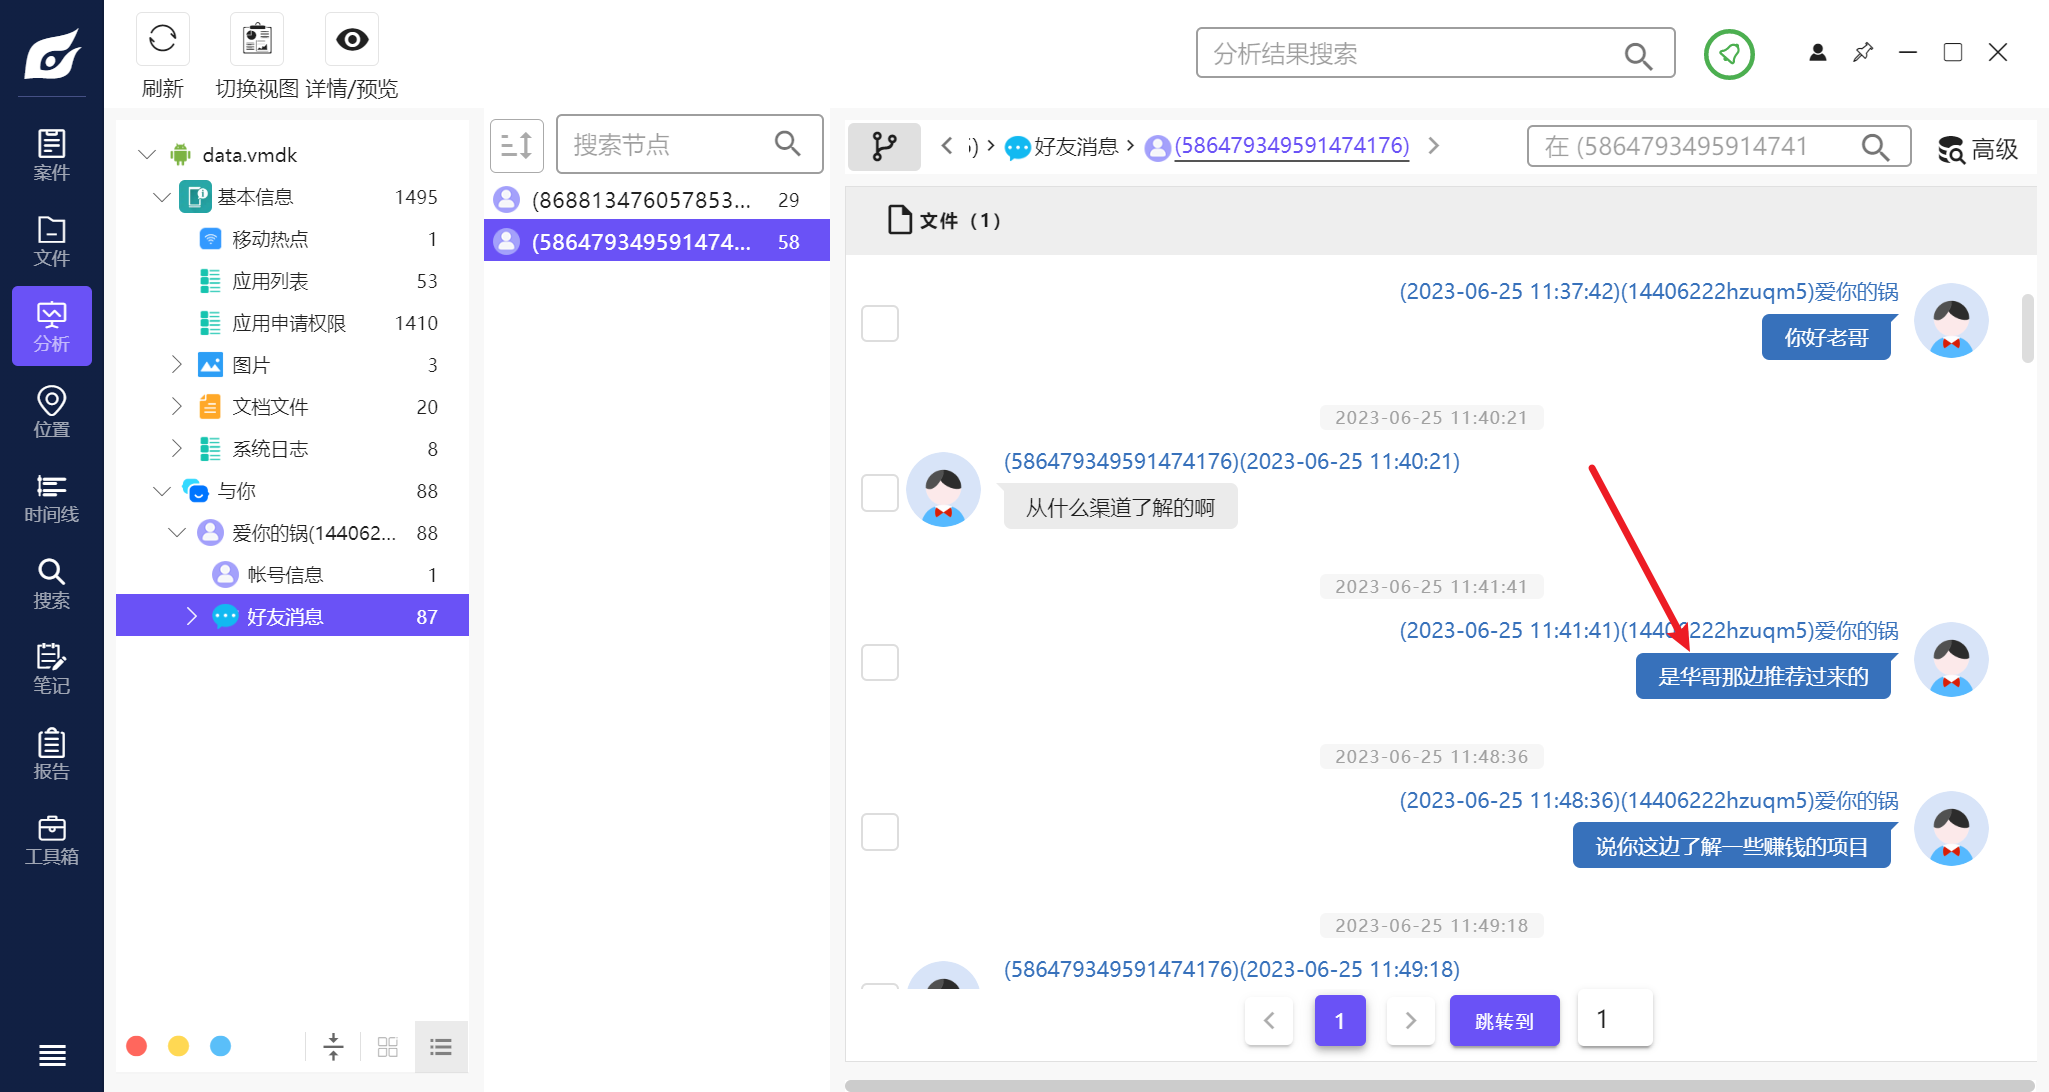 刷新
切换视图
详情/预览
分析结果搜索
案件
文件
分析
位置
时间线
搜索
笔记
报告
工具箱
data.vmdk
基本信息 1495
移动热点 1
应用列表 53
应用申请权限 1410
图片 3
文档文件 20
系统日志 8
与你 88
爱你的锅(144062... 88
帐号信息 1
好友消息 87
搜索节点
(868813476057853... 29
(586479349591474... 58
好友消息
(586479349591474176)
在 (5864793495914741
高级
文件（1）
(2023-06-25 11:37:42)(14406222hzuqm5)爱你的锅
你好老哥
2023-06-25 11:40:21
(586479349591474176)(2023-06-25 11:40:21)
从什么渠道了解的啊
2023-06-25 11:41:41
(2023-06-25 11:41:41)(14406222hzuqm5)爱你的锅
是华哥那边推荐过来的
2023-06-25 11:48:36
(2023-06-25 11:48:36)(14406222hzuqm5)爱你的锅
说你这边了解一些赚钱的项目
2023-06-25 11:49:18
(586479349591474176)(2023-06-25 11:49:18)
1
跳转到
1